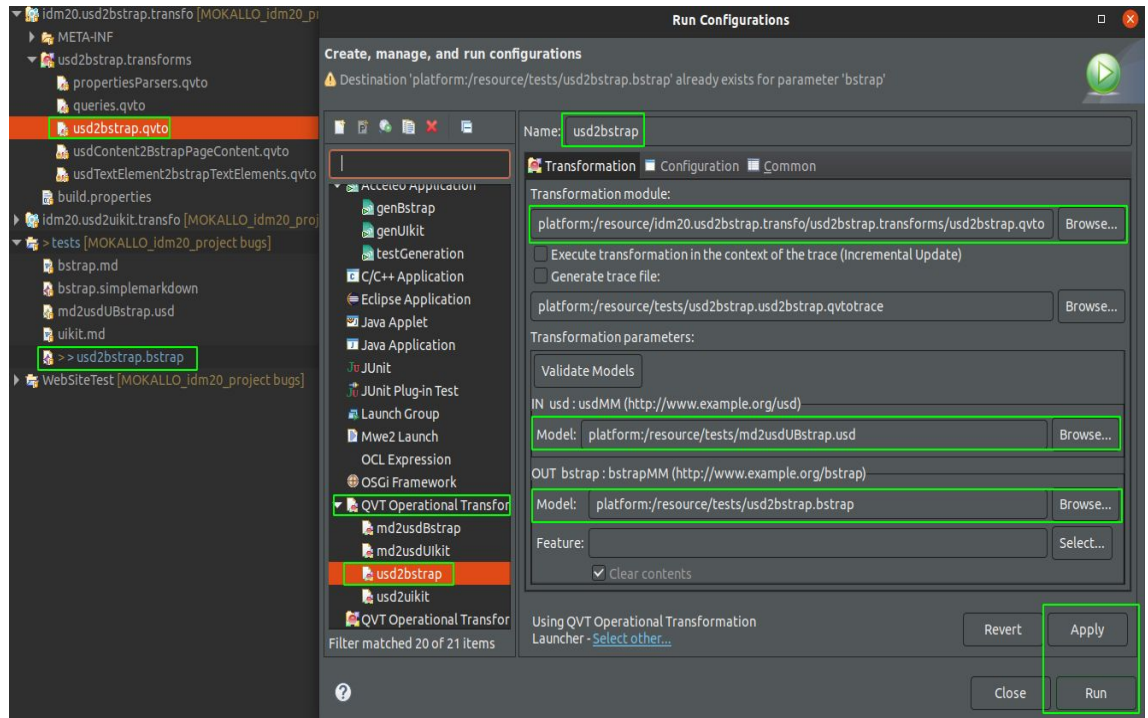 idm20.usd2bstrap.transfo [MOKALLO_idm20_pr
META-INF
usd2bstrap.transforms
propertiesParsers.qvto
queries.qvto
usd2bstrap.qvto
usdContent2BstrapPageContent.qvto
usdTextElement2bstrapTextElements.qvto
build.properties
idm20.usd2uikit.transfo [MOKALLO_idm20_proj
> tests [MOKALLO_idm20_project bugs]
bstrap.md
bstrap.simplemarkdown
md2usdUBstrap.usd
uikit.md
>> usd2bstrap.bstrap
WebSiteTest [MOKALLO_idm20_project bugs]
Run Configurations
Create, manage, and run configurations
Destination 'platform:/resource/tests/usd2bstrap.bstrap' already exists for parameter 'bstrap'
Acceleo Application
genBstrap
genUIkit
testGeneration
C/C++ Application
Eclipse Application
Java Applet
Java Application
JUnit
JUnit Plug-in Test
Launch Group
Mwe2 Launch
OCL Expression
OSGi Framework
QVT Operational Transfor
md2usdBstrap
md2usdUIkit
usd2bstrap
usd2uikit
QVT Operational Transfor
Filter matched 20 of 21 items
Name: usd2bstrap
Transformation Configuration Common
Transformation module:
platform:/resource/idm20.usd2bstrap.transfo/usd2bstrap.transforms/usd2bstrap.qvto Browse...
Execute transformation in the context of the trace (Incremental Update)
Generate trace file:
platform:/resource/tests/usd2bstrap.usd2bstrap.qvtotrace Browse...
Transformation parameters:
Validate Models
IN usd : usdMM (http://www.example.org/usd)
Model: platform:/resource/tests/md2usdUBstrap.usd Browse...
OUT bstrap : bstrapMM (http://www.example.org/bstrap)
Model: platform:/resource/tests/usd2bstrap.bstrap Browse...
Feature: Select...
Clear contents
Using QVT Operational Transformation
Launcher - Select other...
Revert Apply
Close Run